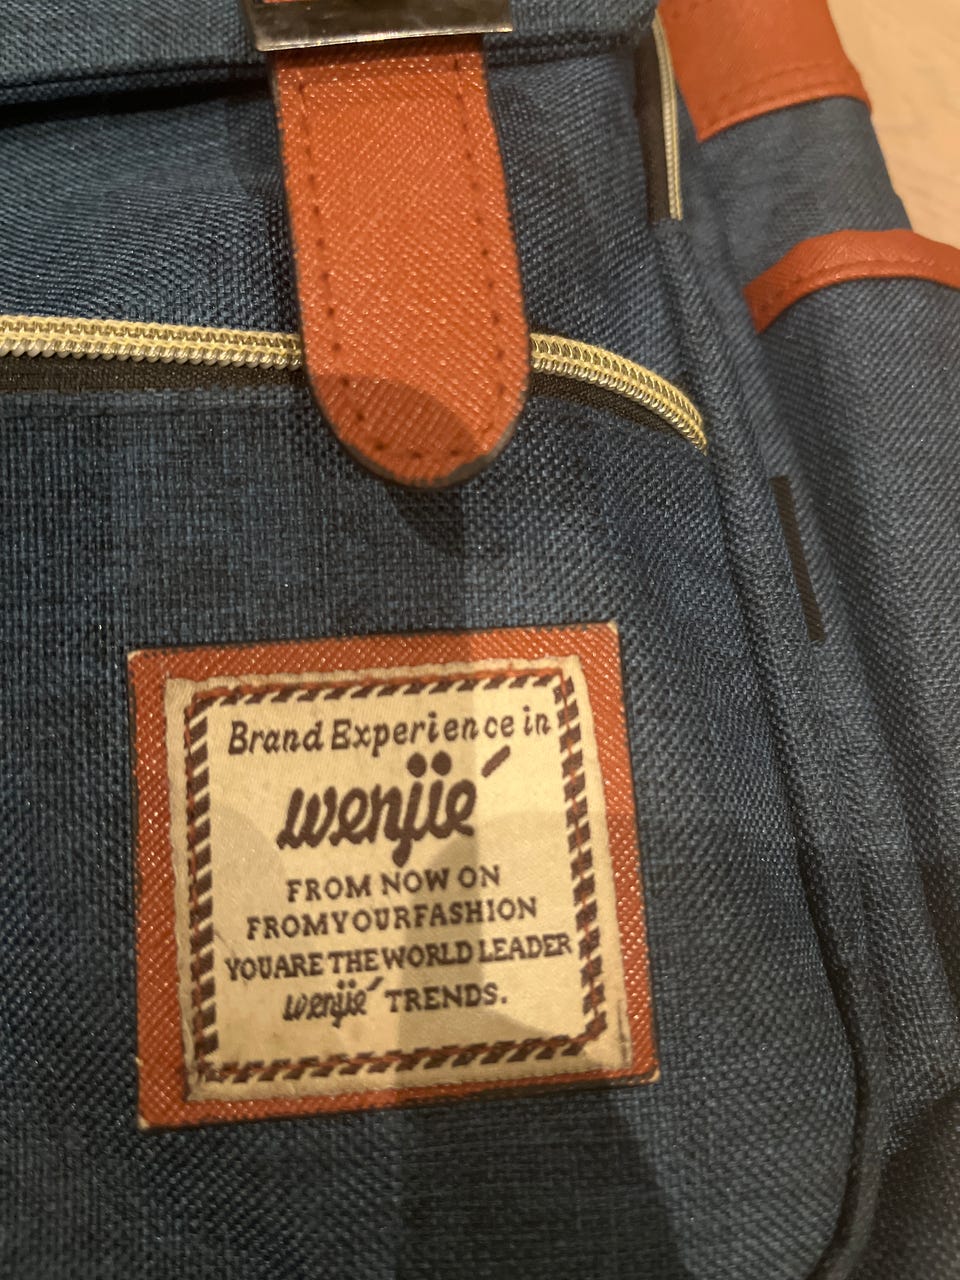 Brand Experience in
wenjie´
FROM NOW ON
FROMYOURFASHION
YOUARE THE WORLD LEADER
wenjie´ TRENDS.